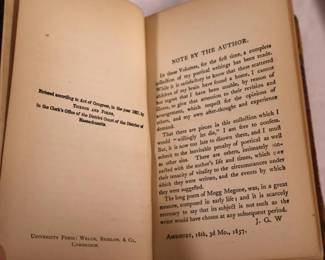 Entered according to Act of Congress, in the year 1857, by
TICKNOR AND FIELDS,
in the Clerk's Office of the District Court of the District of
Massachusetts.
UNIVERSITY PRESS: WELCH, BIGELOW, & CO.,
CAMBRIDGE.
NOTE BY THE AUTHOR.
In these Volumes, for the first time, a complete
collection of my poetical writings has been made.
While it is satisfactory to know that these scattered
children of my brain have found a home, I cannot
but regret that I have been unable, by reason of
illness, to give that attention to their revision and
arrangement, which respect for the opinions of
others, and my own after-thought and experience
demand.
That there are pieces in this collection which I
would "willingly let die," I am free to confess.
But it is now too late to disown them, and I must
submit to the inevitable penalty of poetical as well
as other sins. There are others, intimately
with the author's life and times, which owe
their tenacity of vitality to the circumstances under
which they were written, and the events by which
they were suggested.
The long poem of Mogg Megone, was, in a great
measure, composed in early life; and it is scarcely
necessary to say that its subject is not such as the
writer would have chosen at any subsequent period.
J. G. W
AMESBURY, 18th, 3d Mo., 1857.